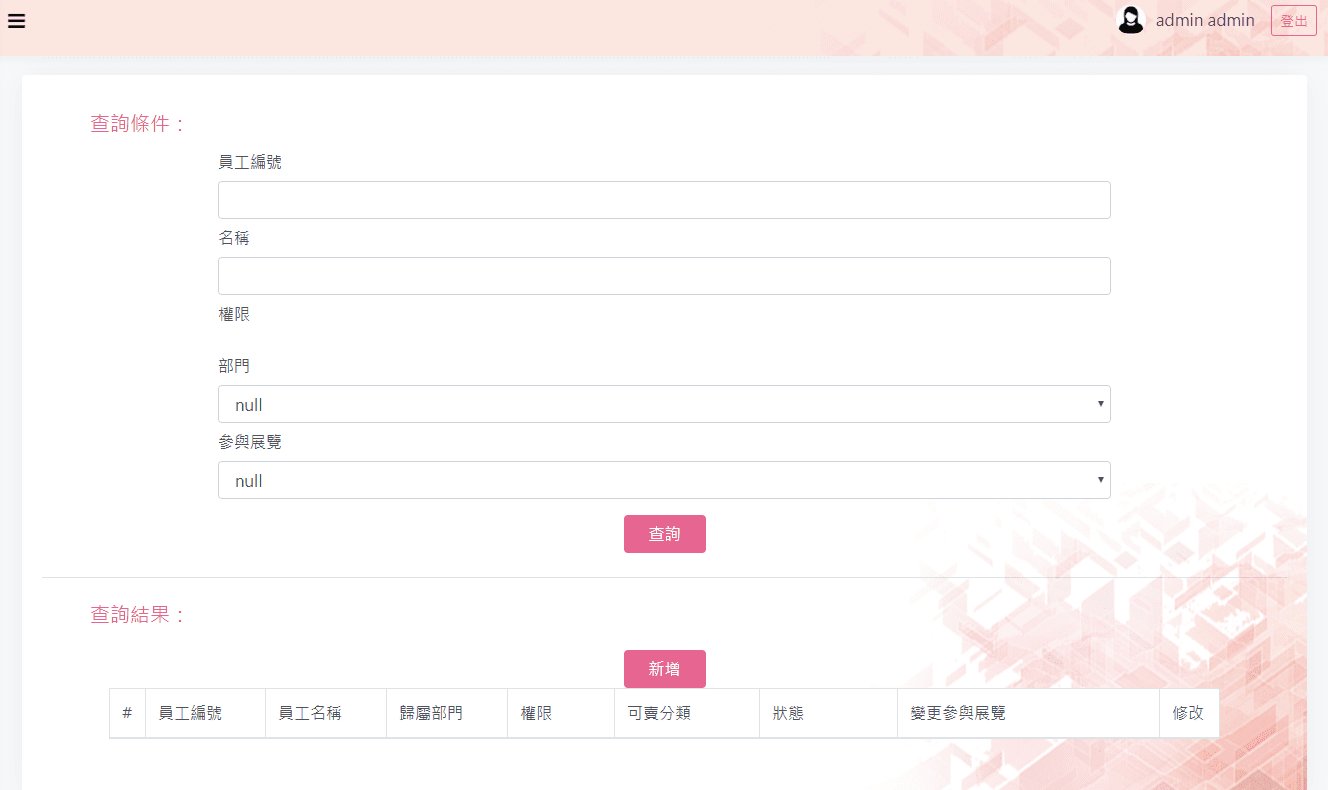 admin admin 登出
查詢條件：
員工編號
名稱
權限
部門
null
參與展覽
null
查詢
查詢結果：
新增
# 員工編號 員工名稱 歸屬部門 權限 可賣分類 狀態 變更參與展覽 修改